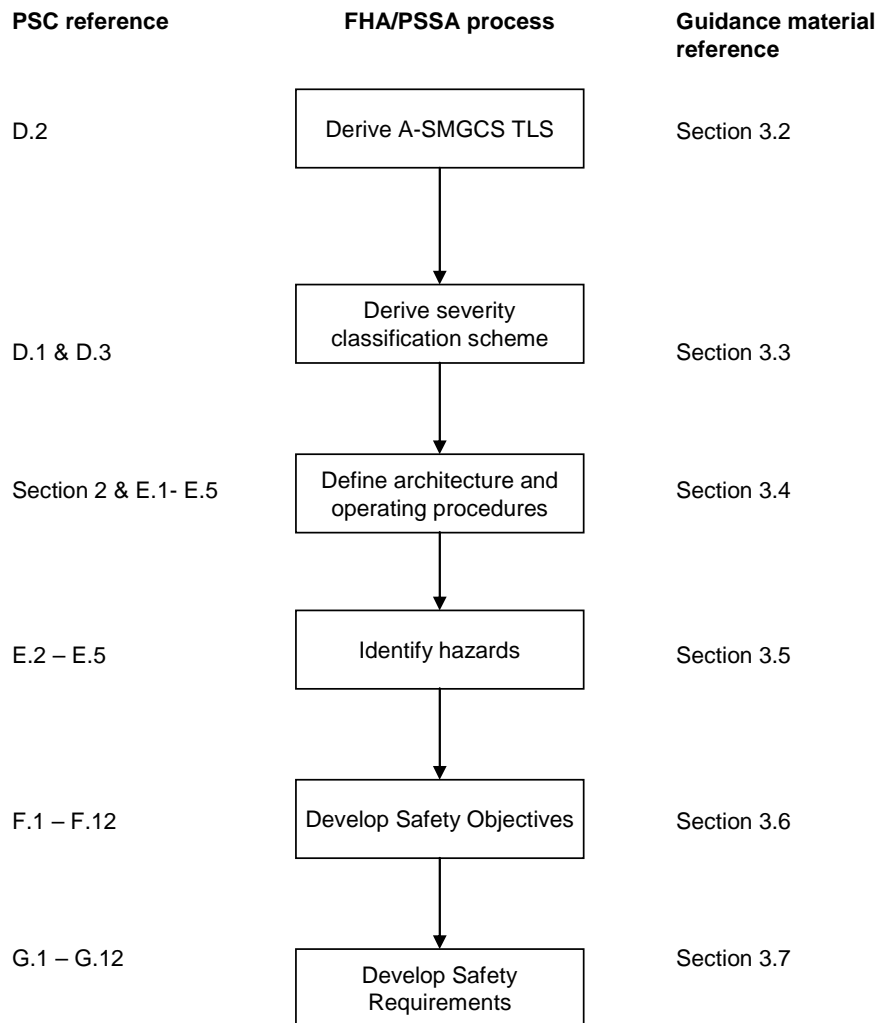 PSC reference
FHA/PSSA process
Guidance material
reference
D.2
Derive A-SMGCS TLS
Section 3.2
Derive severity
classification scheme
D.1 & D.3
Section 3.3
Section 2 & E.1- E.5
Define architecture and
operating procedures
Section 3.4
E.2 – E.5
Identify hazards
Section 3.5
F.1 – F.12
Develop Safety Objectives
Section 3.6
G.1 – G.12
Section 3.7
Develop Safety
Requirements